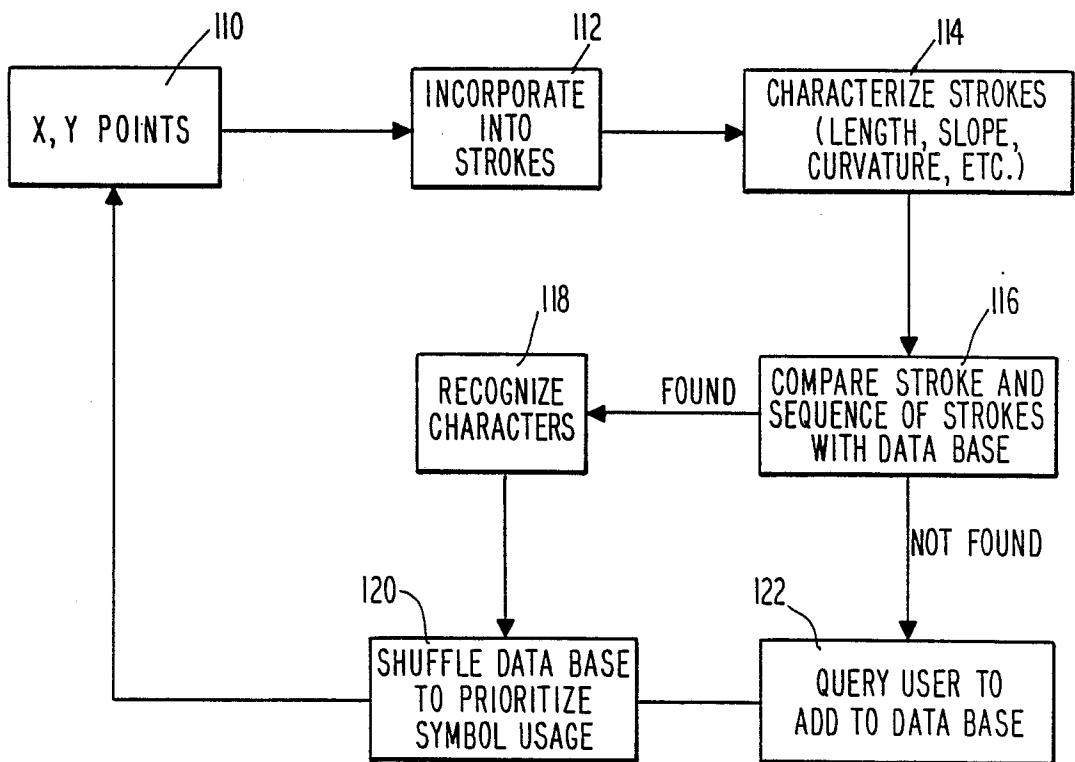 110
X, Y POINTS
112
INCORPORATE
INTO
STROKES
114
CHARACTERIZE STROKES
(LENGTH, SLOPE,
CURVATURE, ETC.)
116
COMPARE STROKE AND
SEQUENCE OF STROKES
WITH DATA BASE
FOUND
118
RECOGNIZE
CHARACTERS
NOT FOUND
120
SHUFFLE DATA BASE
TO PRIORITIZE
SYMBOL USAGE
122
QUERY USER TO
ADD TO DATA BASE